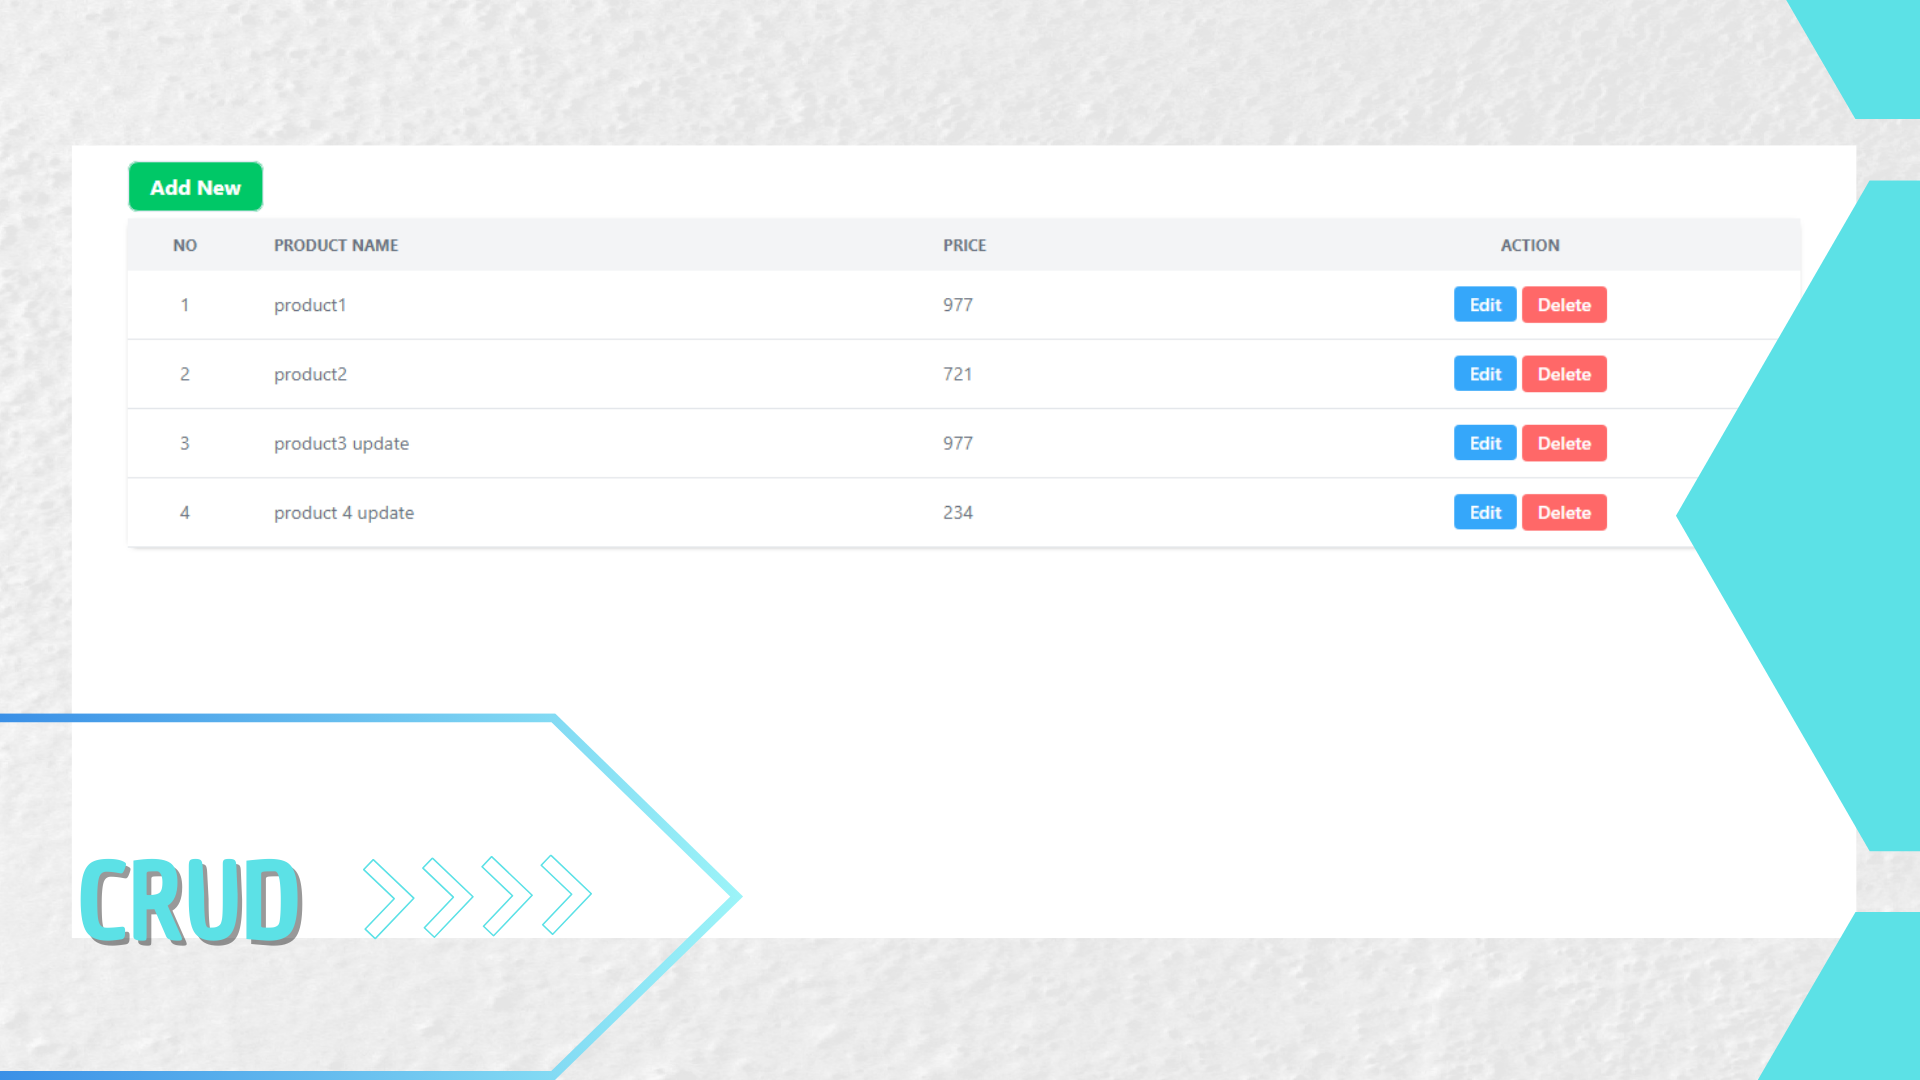 Add New
NO PRODUCT NAME PRICE ACTION
1 product1 977 Edit Delete
2 product2 721 Edit Delete
3 product3 update 977 Edit Delete
4 product 4 update 234 Edit Delete
CRUD